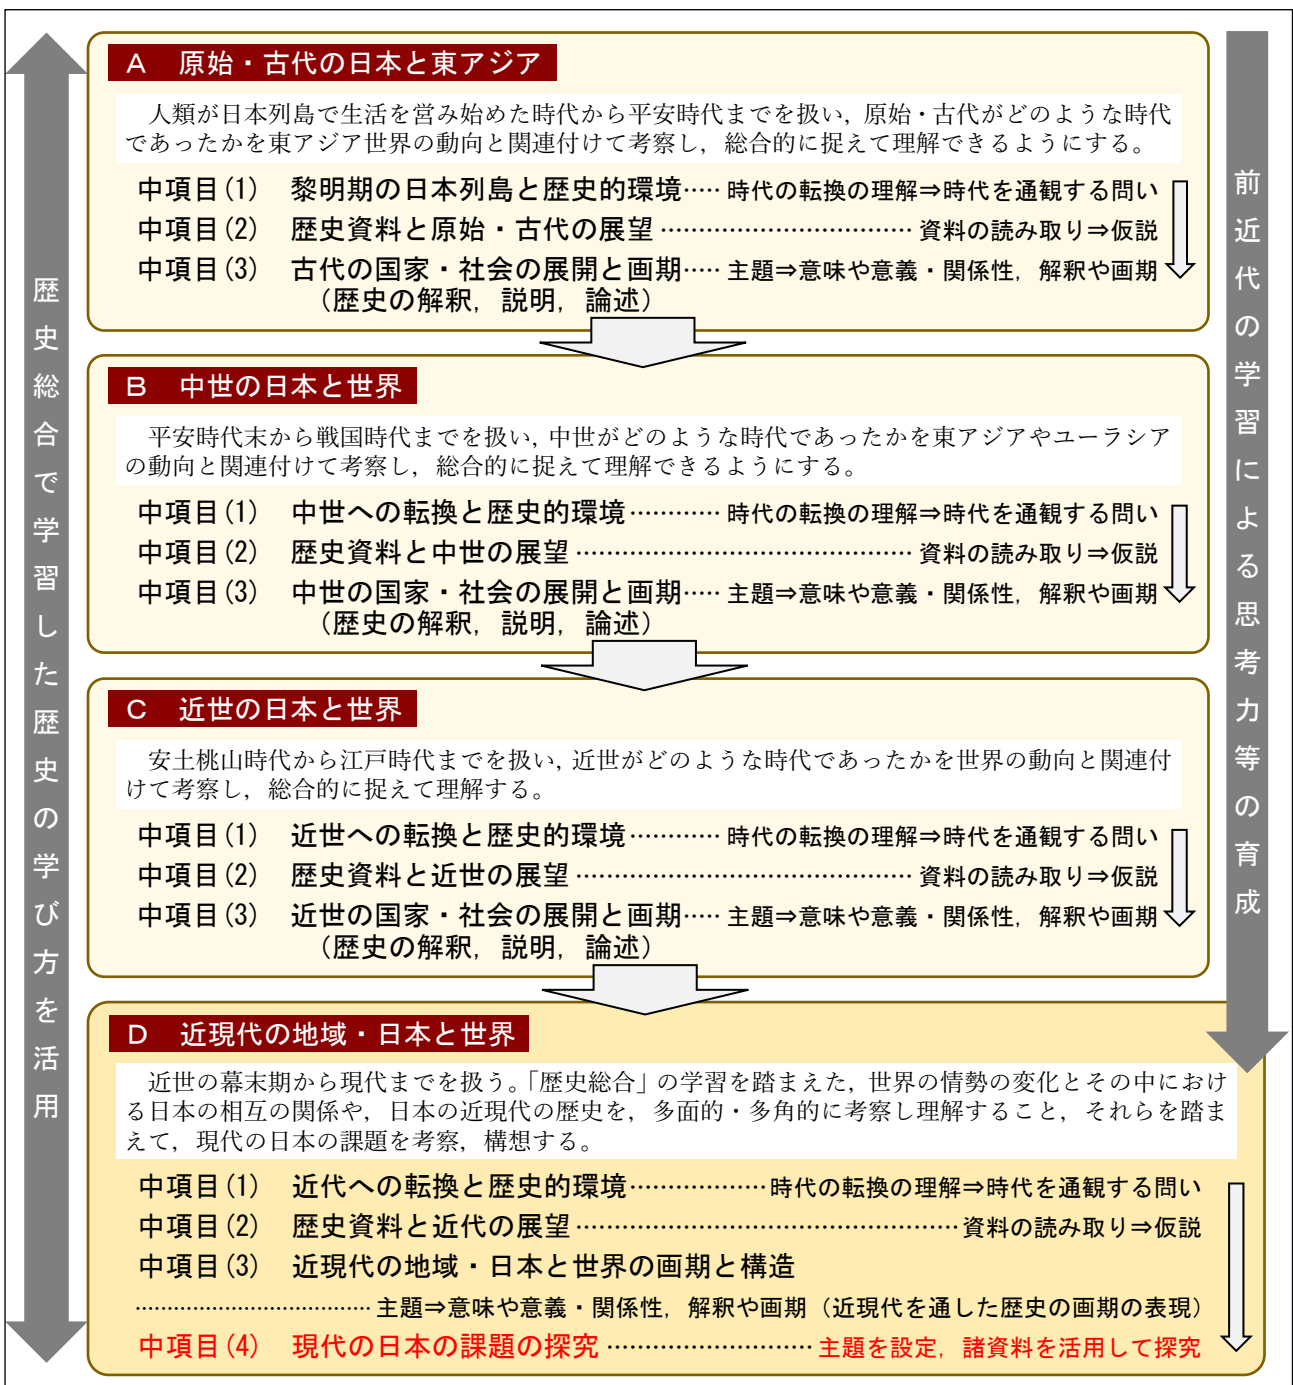 歴史総合で学習した歴史の学び方を活用
前近代の学習による思考力等の育成
A 原始・古代の日本と東アジア
人類が日本列島で生活を営み始めた時代から平安時代までを扱い,原始・古代がどのような時代
であったかを東アジア世界の動向と関連付けて考察し,総合的に捉えて理解できるようにする。
中項目(1) 黎明期の日本列島と歴史的環境‥‥‥時代の転換の理解⇒時代を通観する問い
中項目(2) 歴史資料と原始・古代の展望‥‥‥‥‥‥‥‥‥‥‥資料の読み取り⇒仮説
中項目(3) 古代の国家・社会の展開と画期‥‥‥主題⇒意味や意義・関係性,解釈や画期
(歴史の解釈,説明,論述)
B 中世の日本と世界
平安時代末から戦国時代までを扱い,中世がどのような時代であったかを東アジアやユーラシア
の動向と関連付けて考察し,総合的に捉えて理解できるようにする。
中項目(1) 中世への転換と歴史的環境‥‥‥‥時代の転換の理解⇒時代を通観する問い
中項目(2) 歴史資料と中世の展望‥‥‥‥‥‥‥‥‥‥‥‥‥‥資料の読み取り⇒仮説
中項目(3) 中世の国家・社会の展開と画期‥‥‥主題⇒意味や意義・関係性,解釈や画期
(歴史の解釈,説明,論述)
C 近世の日本と世界
安土桃山時代から江戸時代までを扱い,近世がどのような時代であったかを世界の動向と関連付
けて考察し,総合的に捉えて理解する。
中項目(1) 近世への転換と歴史的環境‥‥‥‥時代の転換の理解⇒時代を通観する問い
中項目(2) 歴史資料と近世の展望‥‥‥‥‥‥‥‥‥‥‥‥‥‥資料の読み取り⇒仮説
中項目(3) 近世の国家・社会の展開と画期‥‥‥主題⇒意味や意義・関係性,解釈や画期
(歴史の解釈,説明,論述)
D 近現代の地域・日本と世界
近世の幕末期から現代までを扱う。「歴史総合」の学習を踏まえた,世界の情勢の変化とその中におけ
る日本の相互の関係や,日本の近現代の歴史を,多面的・多角的に考察し理解すること,それらを踏ま
えて,現代の日本の課題を考察,構想する。
中項目(1) 近代への転換と歴史的環境‥‥‥‥‥‥時代の転換の理解⇒時代を通観する問い
中項目(2) 歴史資料と近代の展望‥‥‥‥‥‥‥‥‥‥‥‥‥‥‥‥資料の読み取り⇒仮説
中項目(3) 近現代の地域・日本と世界の画期と構造
‥‥‥‥‥‥‥‥‥‥‥主題⇒意味や意義・関係性,解釈や画期(近現代を通した歴史の画期の表現)
中項目(4) 現代の日本の課題の探究‥‥‥‥‥‥‥‥‥主題を設定,諸資料を活用して探究